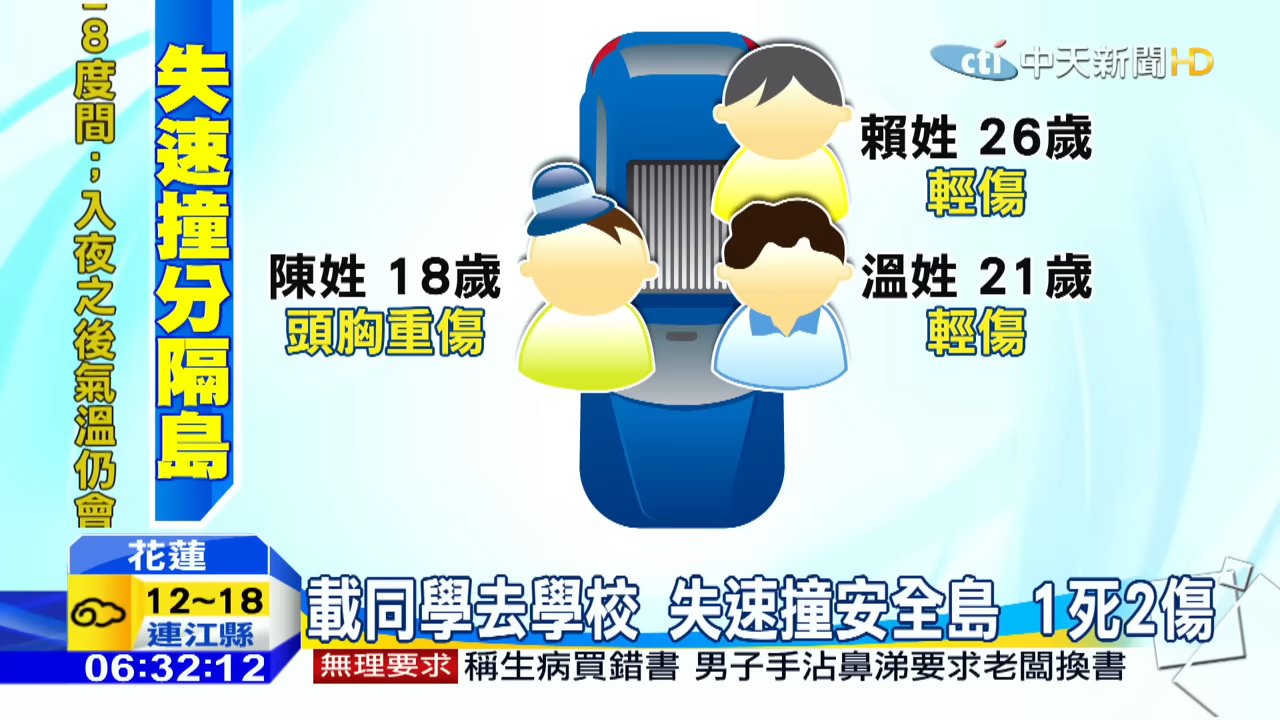 18度間；入夜之後氣溫仍會
失速撞分隔島
cti 中天新聞HD
賴姓 26歲
輕傷
陳姓 18歲
頭胸重傷
溫姓 21歲
輕傷
花蓮
12~18
連江縣
06:32:12
載同學去學校 失速撞安全島 1死2傷
無理要求 稱生病買錯書 男子手沾鼻涕要求老闆換書